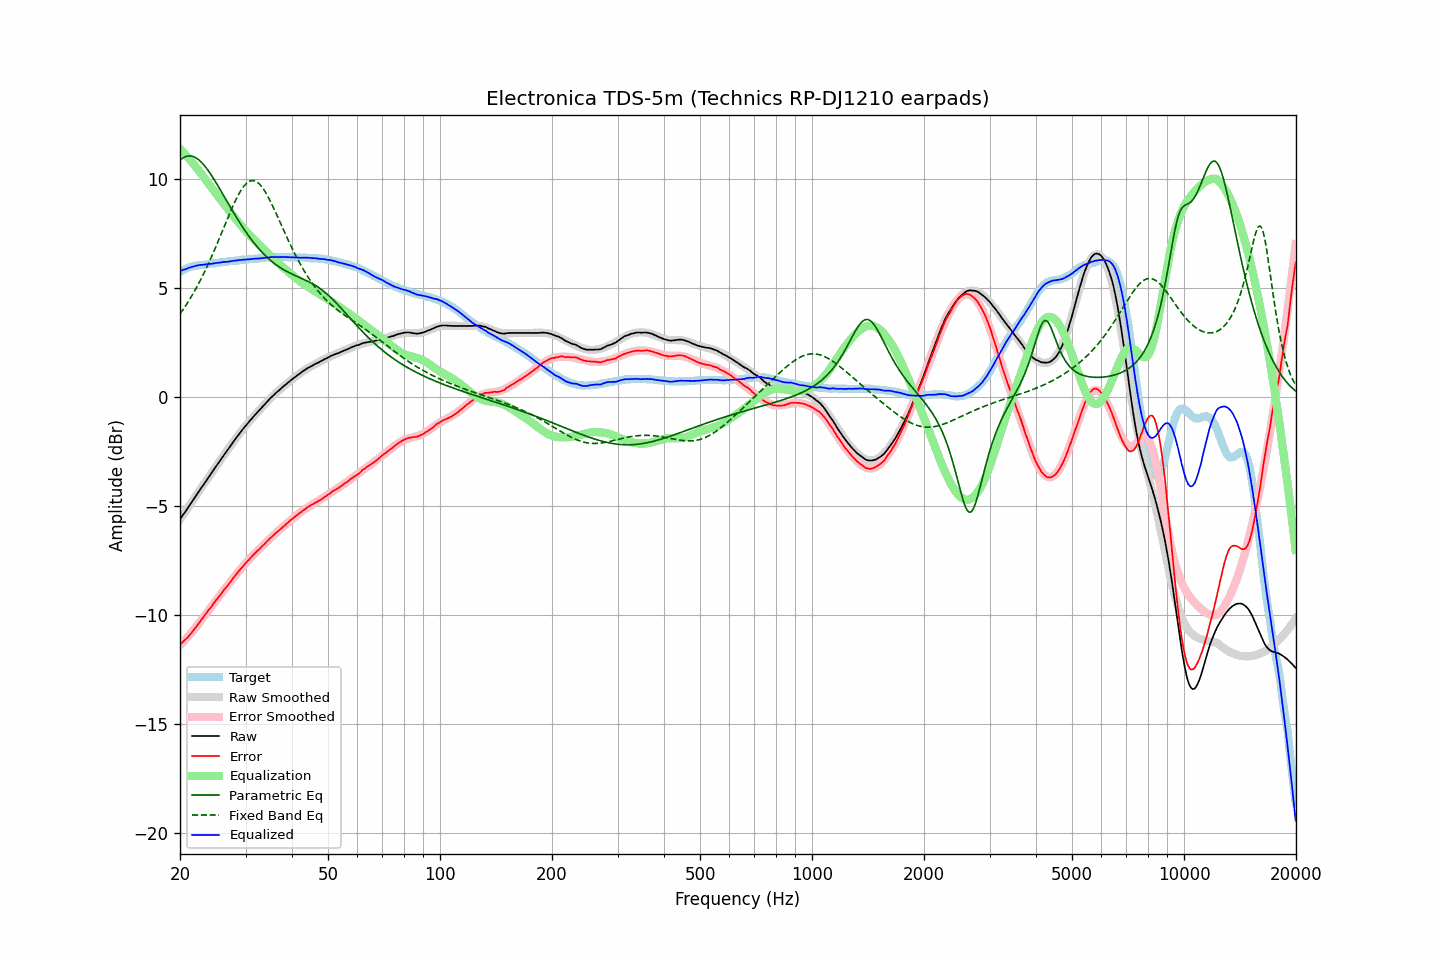 Electronica TDS-5m (Technics RP-DJ1210 earpads)
10
5
0
−5
−10
−15
−20
Amplitude (dBr)
Target
Raw Smoothed
Error Smoothed
Raw
Error
Equalization
Parametric Eq
Fixed Band Eq
Equalized
20
50
100
200
500
1000
2000
5000
10000
20000
Frequency (Hz)